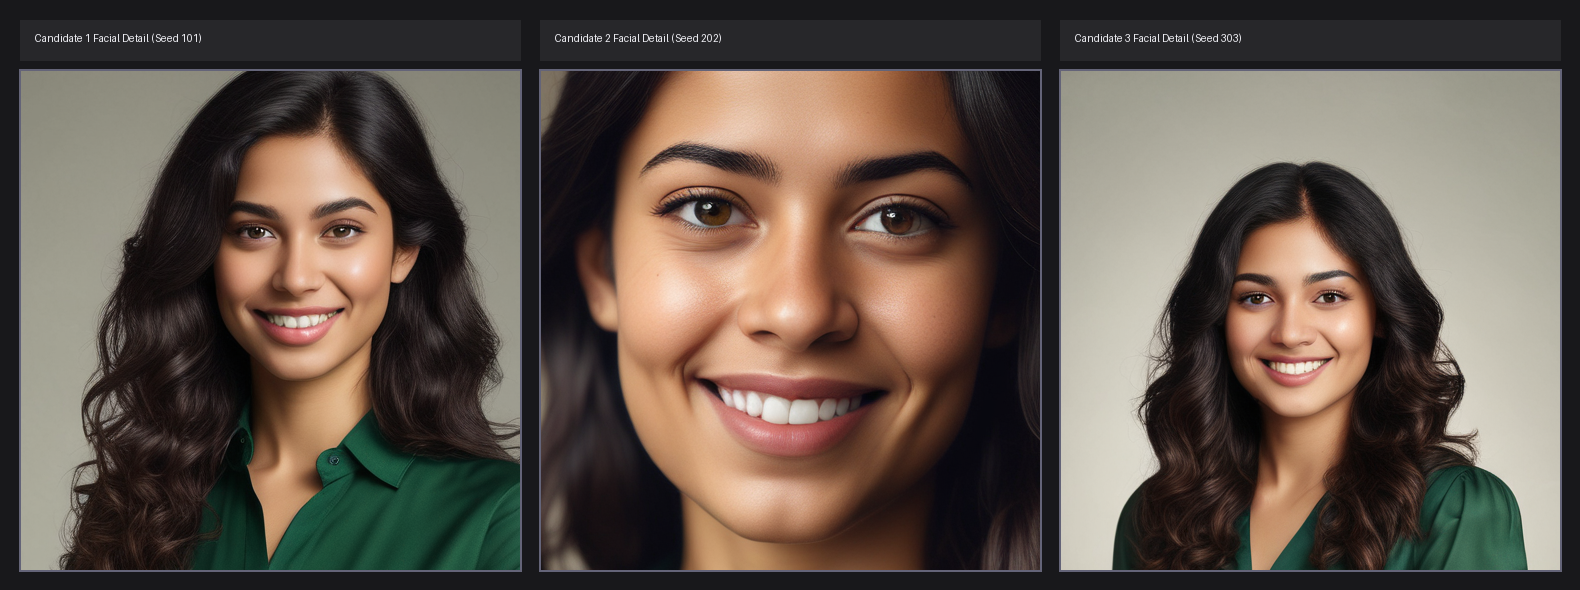 Candidate 1 Facial Detail (Seed 101)
Candidate 2 Facial Detail (Seed 202)
Candidate 3 Facial Detail (Seed 303)